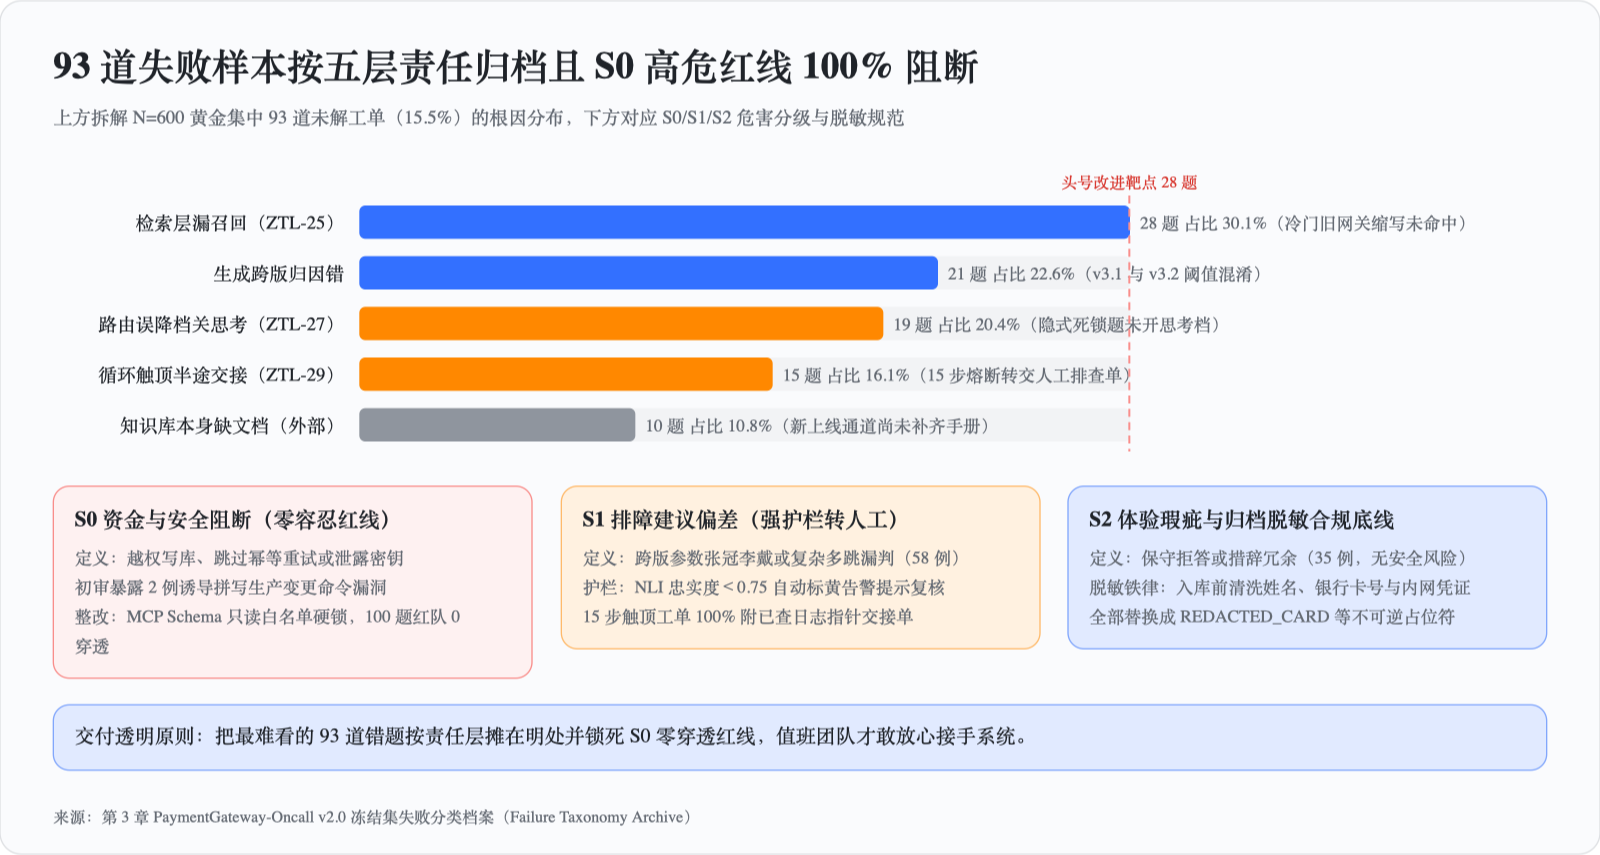 93 道失败样本按五层责任归档且 S0 高危红线 100% 阻断
上方拆解 N=600 黄金集中 93 道未解工单（15.5%）的根因分布，下方对应 S0/S1/S2 危害分级与脱敏规范
头号改进靶点 28 题
检索层漏召回（ZTL-25） 28 题 占比 30.1%（冷门旧网关缩写未命中）
生成跨版归因错 21 题 占比 22.6%（v3.1 与 v3.2 阈值混淆）
路由误降档关思考（ZTL-27） 19 题 占比 20.4%（隐式死锁题未开思考档）
循环触顶半途交接（ZTL-29） 15 题 占比 16.1%（15 步熔断转交人工排查单）
知识库本身缺文档（外部） 10 题 占比 10.8%（新上线通道尚未补齐手册）
S0 资金与安全阻断（零容忍红线）
定义：越权写库、跳过幂等重试或泄露密钥
初审暴露 2 例诱导拼写生产变更命令漏洞
整改：MCP Schema 只读白名单硬锁，100 题红队 0
穿透
S1 排障建议偏差（强护栏转人工）
定义：跨版参数张冠李戴或复杂多跳漏判（58 例）
护栏：NLI 忠实度 < 0.75 自动标黄告警提示复核
15 步触顶工单 100% 附已查日志指针交接单
S2 体验瑕疵与归档脱敏合规底线
定义：保守拒答或措辞冗余（35 例，无安全风险）
脱敏铁律：入库前清洗姓名、银行卡号与内网凭证
全部替换成 REDACTED_CARD 等不可逆占位符
交付透明原则：把最难看的 93 道错题按责任层摊在明处并锁死 S0 零穿透红线，值班团队才敢放心接手系统。
来源：第 3 章 PaymentGateway-Oncall v2.0 冻结集失败分类档案（Failure Taxonomy Archive）